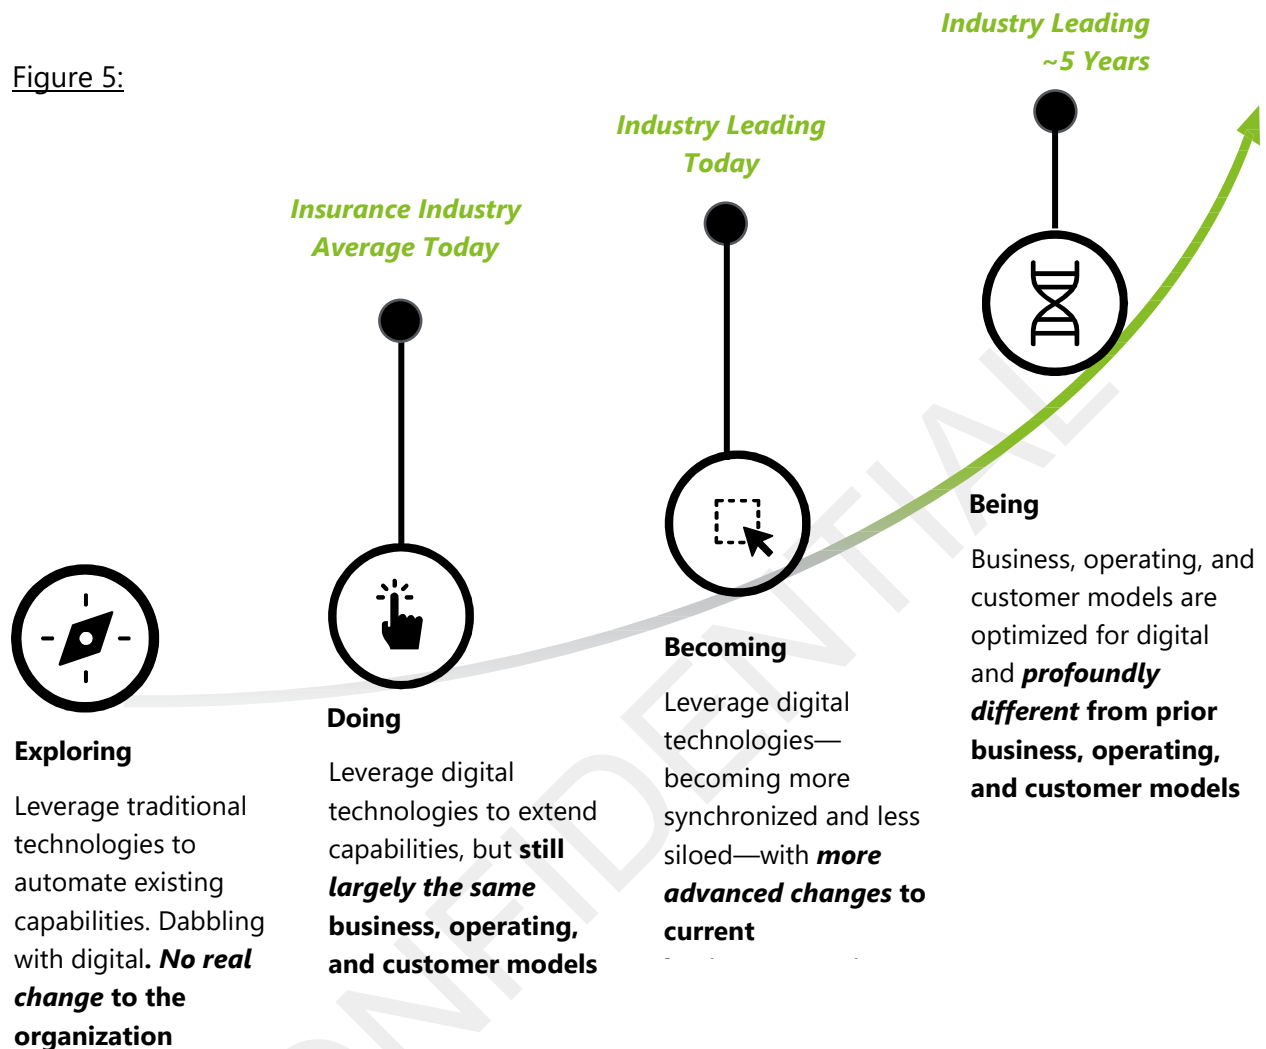 Figure 5:
Industry Leading
~5 Years
Industry Leading
Today
Insurance Industry
Average Today
Exploring
Leverage traditional
technologies to
automate existing
capabilities. Dabbling
with digital. No real
change to the
organization
Doing
Leverage digital
technologies to extend
capabilities, but still
largely the same
business, operating,
and customer models
Becoming
Leverage digital
technologies—
becoming more
synchronized and less
siloed—with more
advanced changes to
current
Being
Business, operating, and
customer models are
optimized for digital
and profoundly
different from prior
business, operating,
and customer models
CONFIDENTIAL